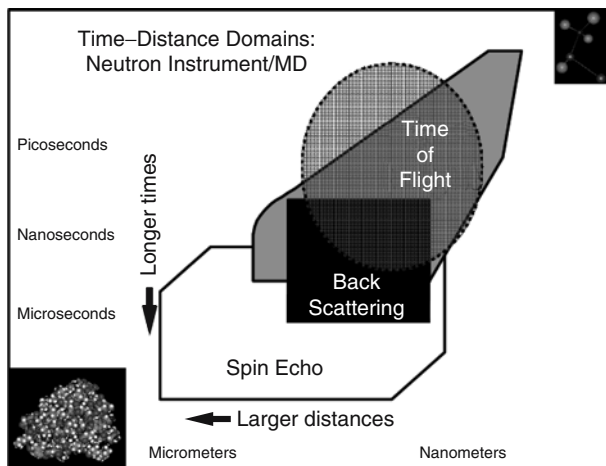 Time–Distance Domains:
Neutron Instrument/MD
Picoseconds
Time
of
Flight
Nanoseconds
Longer times
Back
Scattering
Microseconds
Spin Echo
Larger distances
Micrometers
Nanometers